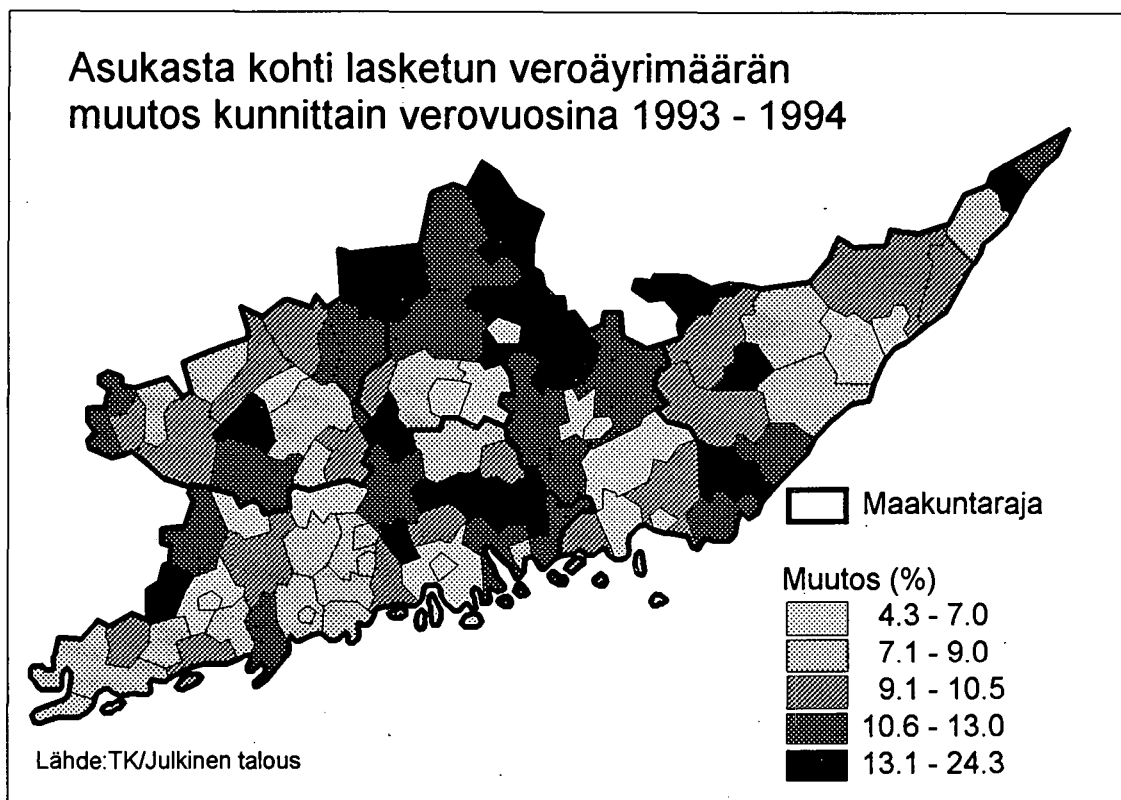 Asukasta kohti lasketun veroäyrimäärän
muutos kunnittain verovuosina 1993 - 1994
Maakuntaraja
Muutos (%)
4.3 - 7.0
7.1 - 9.0
9.1 - 10.5
10.6 - 13.0
13.1 - 24.3
Lähde:TK/Julkinen talous